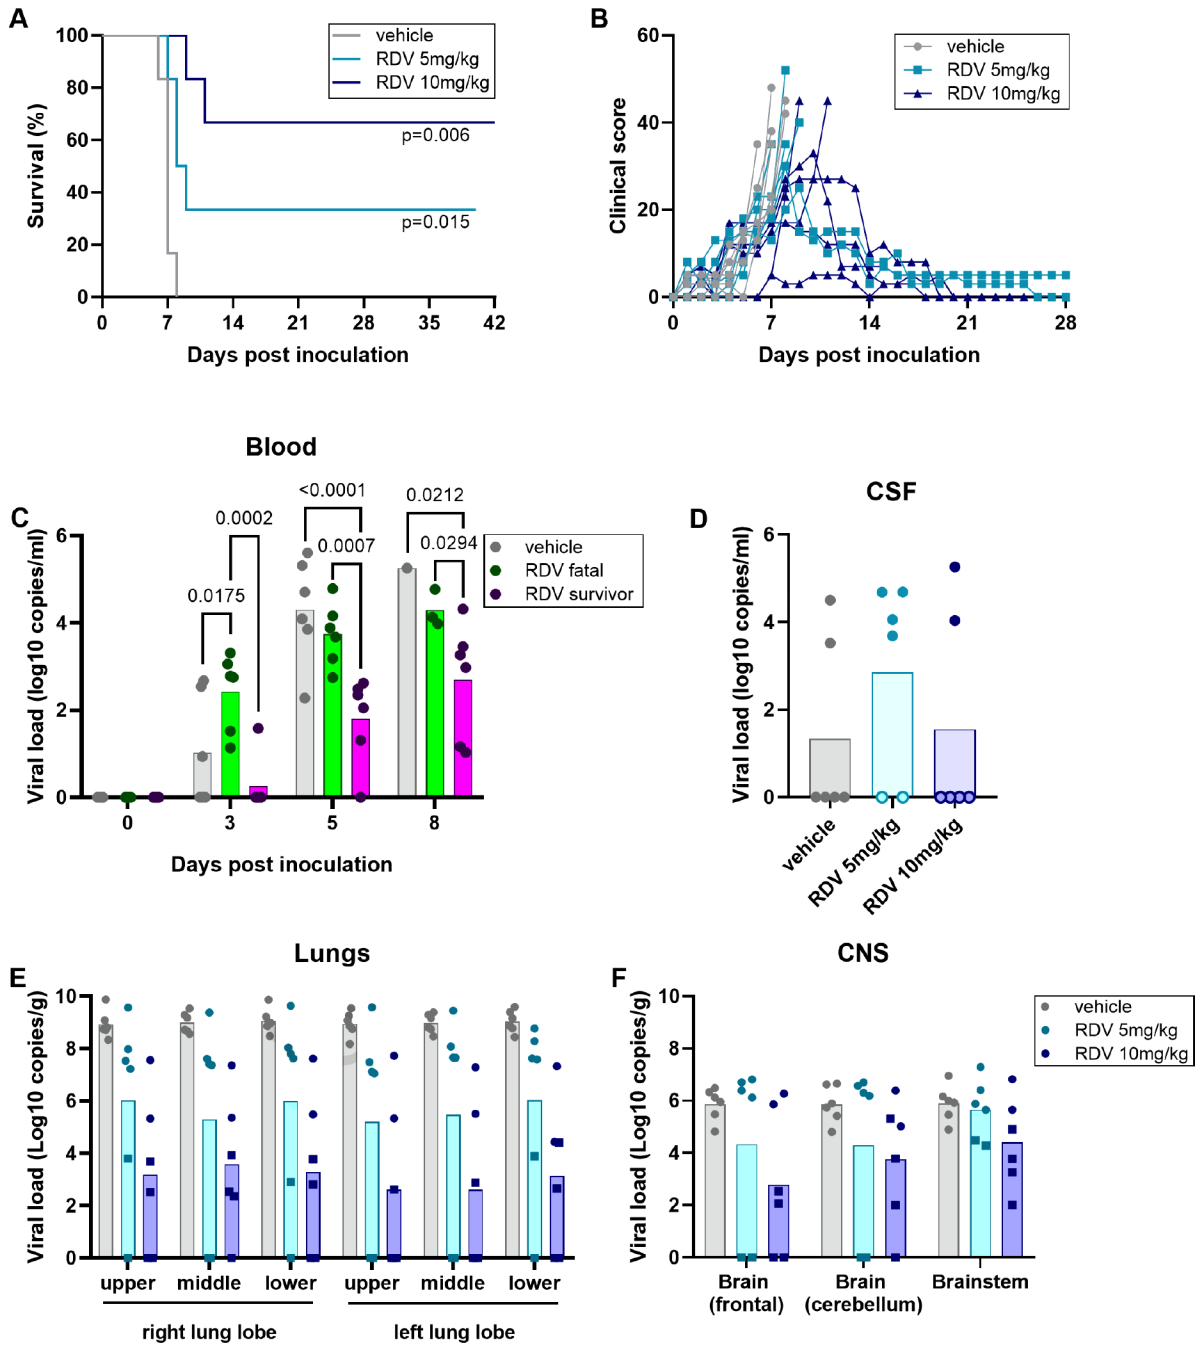 A
100
80
60
40
20
0
Survival (%)
vehicle
RDV 5mg/kg
RDV 10mg/kg
p=0.006
p=0.015
0 7 14 21 28 35 42
Days post inoculation
B
60
40
20
0
Clinical score
vehicle
RDV 5mg/kg
RDV 10mg/kg
0 7 14 21 28
Days post inoculation
Blood
C
6
4
2
0
Viral load (log10 copies/ml)
<0.0001
0.0212
0.0002
0.0007
0.0294
0.0175
vehicle
RDV fatal
RDV survivor
0 3 5 8
Days post inoculation
CSF
D
6
4
2
0
Viral load (log10 copies/ml)
vehicle
RDV 5mg/kg
RDV 10mg/kg
Lungs
E
10
8
6
4
2
0
Viral load (Log10 copies/g)
upper middle lower upper middle lower
right lung lobe left lung lobe
CNS
F
10
8
6
4
2
0
Viral load (Log10 copies/g)
vehicle
RDV 5mg/kg
RDV 10mg/kg
Brain Brain Brainstem
(frontal) (cerebellum)